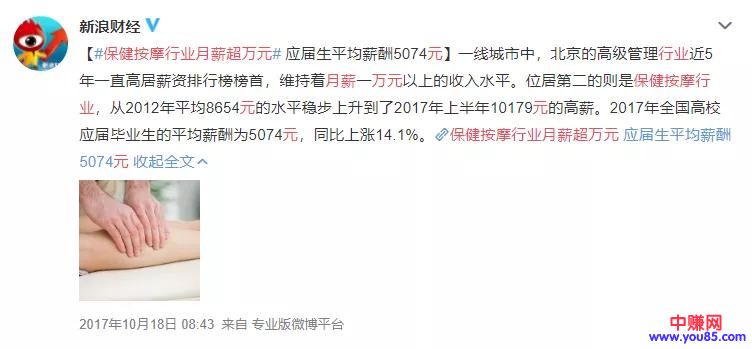 新浪财经
【#保健按摩行业月薪超万元# 应届生平均薪酬5074元】一线城市中，北京的高级管理行业近5
年一直高居薪资排行榜榜首，维持着月薪一万元以上的收入水平。位居第二的则是保健按摩行
业，从2012年平均8654元的水平稳步上升到了2017年上半年10179元的高薪。2017年全国高校
应届毕业生的平均薪酬为5074元，同比上涨14.1%。 保健按摩行业月薪超万元 应届生平均薪酬
5074元 收起全文
2017年10月18日 08:43 来自 专业版微博平台
中赚网
www.you85.com